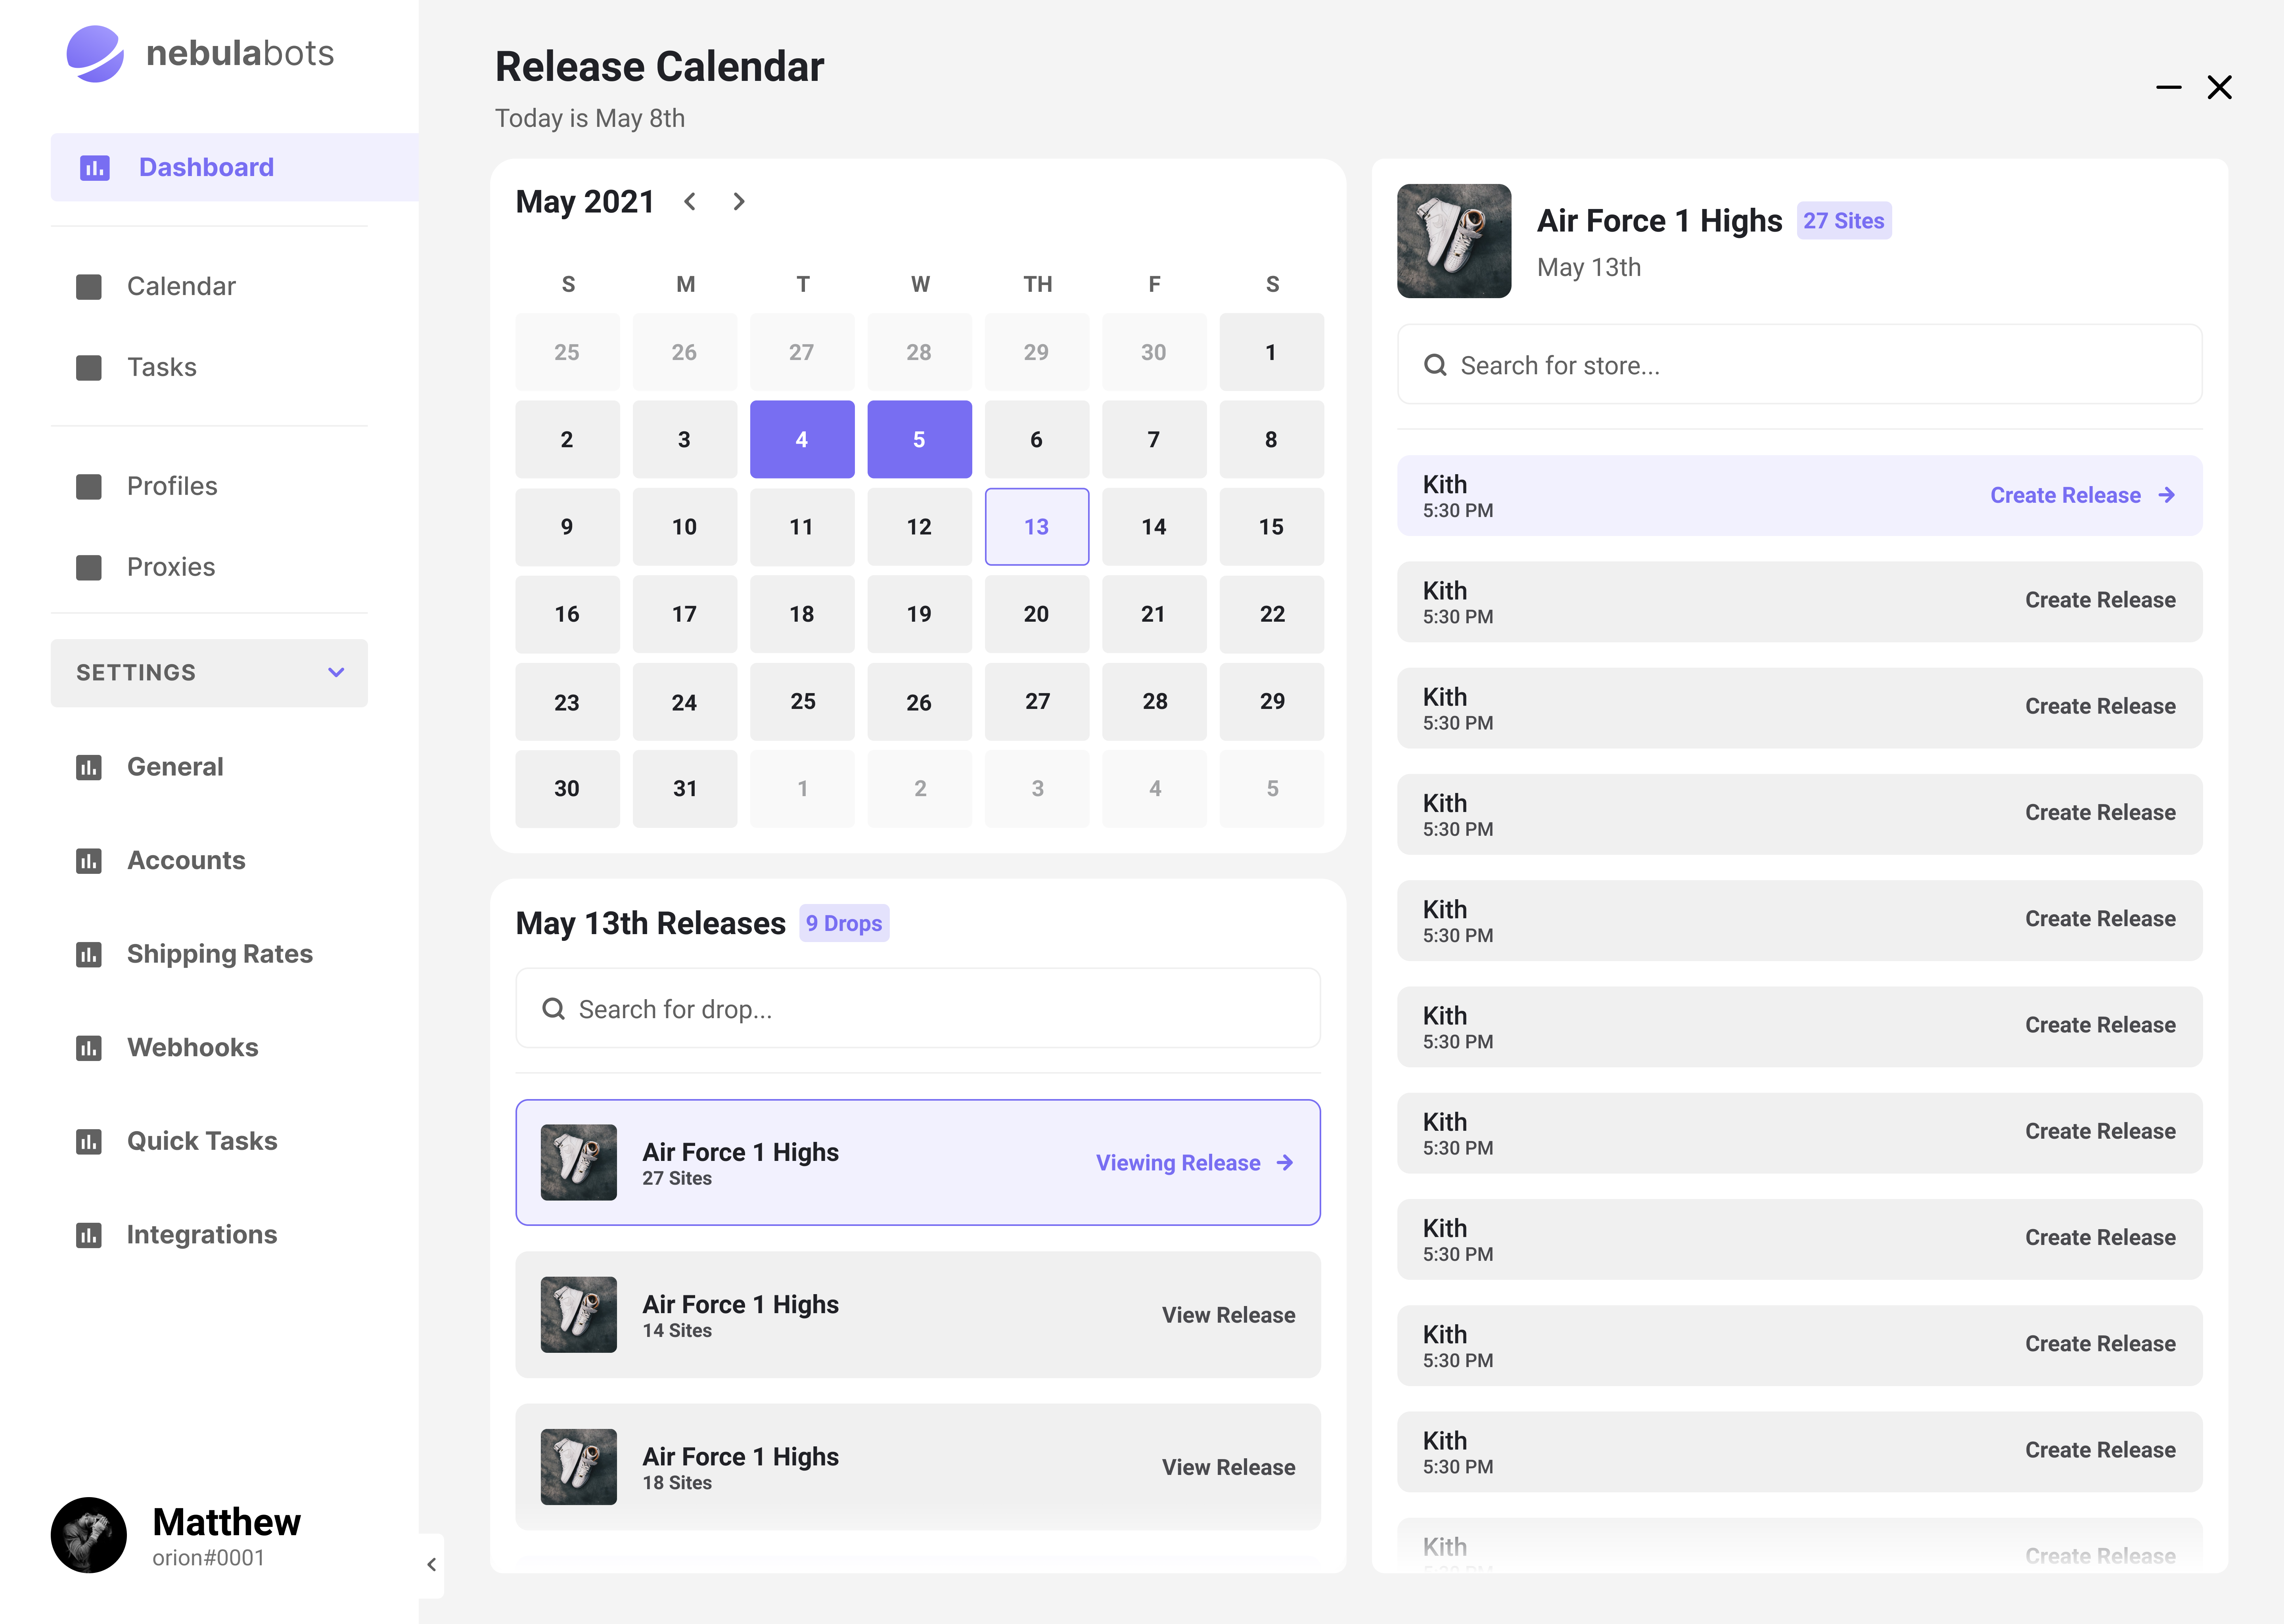 nebulabots
Dashboard
Calendar
Tasks
Profiles
Proxies
SETTINGS
General
Accounts
Shipping Rates
Webhooks
Quick Tasks
Integrations
Matthew
orion#0001
Release Calendar
Today is May 8th
May 2021
S M T W TH F S
25 26 27 28 29 30 1
2 3 4 5 6 7 8
9 10 11 12 13 14 15
16 17 18 19 20 21 22
23 24 25 26 27 28 29
30 31 1 2 3 4 5
May 13th Releases 9 Drops
Search for drop...
Air Force 1 Highs
27 Sites
Viewing Release
Air Force 1 Highs
14 Sites
View Release
Air Force 1 Highs
18 Sites
View Release
Air Force 1 Highs 27 Sites
May 13th
Search for store...
Kith
5:30 PM
Create Release
Kith
5:30 PM
Create Release
Kith
5:30 PM
Create Release
Kith
5:30 PM
Create Release
Kith
5:30 PM
Create Release
Kith
5:30 PM
Create Release
Kith
5:30 PM
Create Release
Kith
5:30 PM
Create Release
Kith
5:30 PM
Create Release
Kith
5:30 PM
Create Release
Kith
Create Release